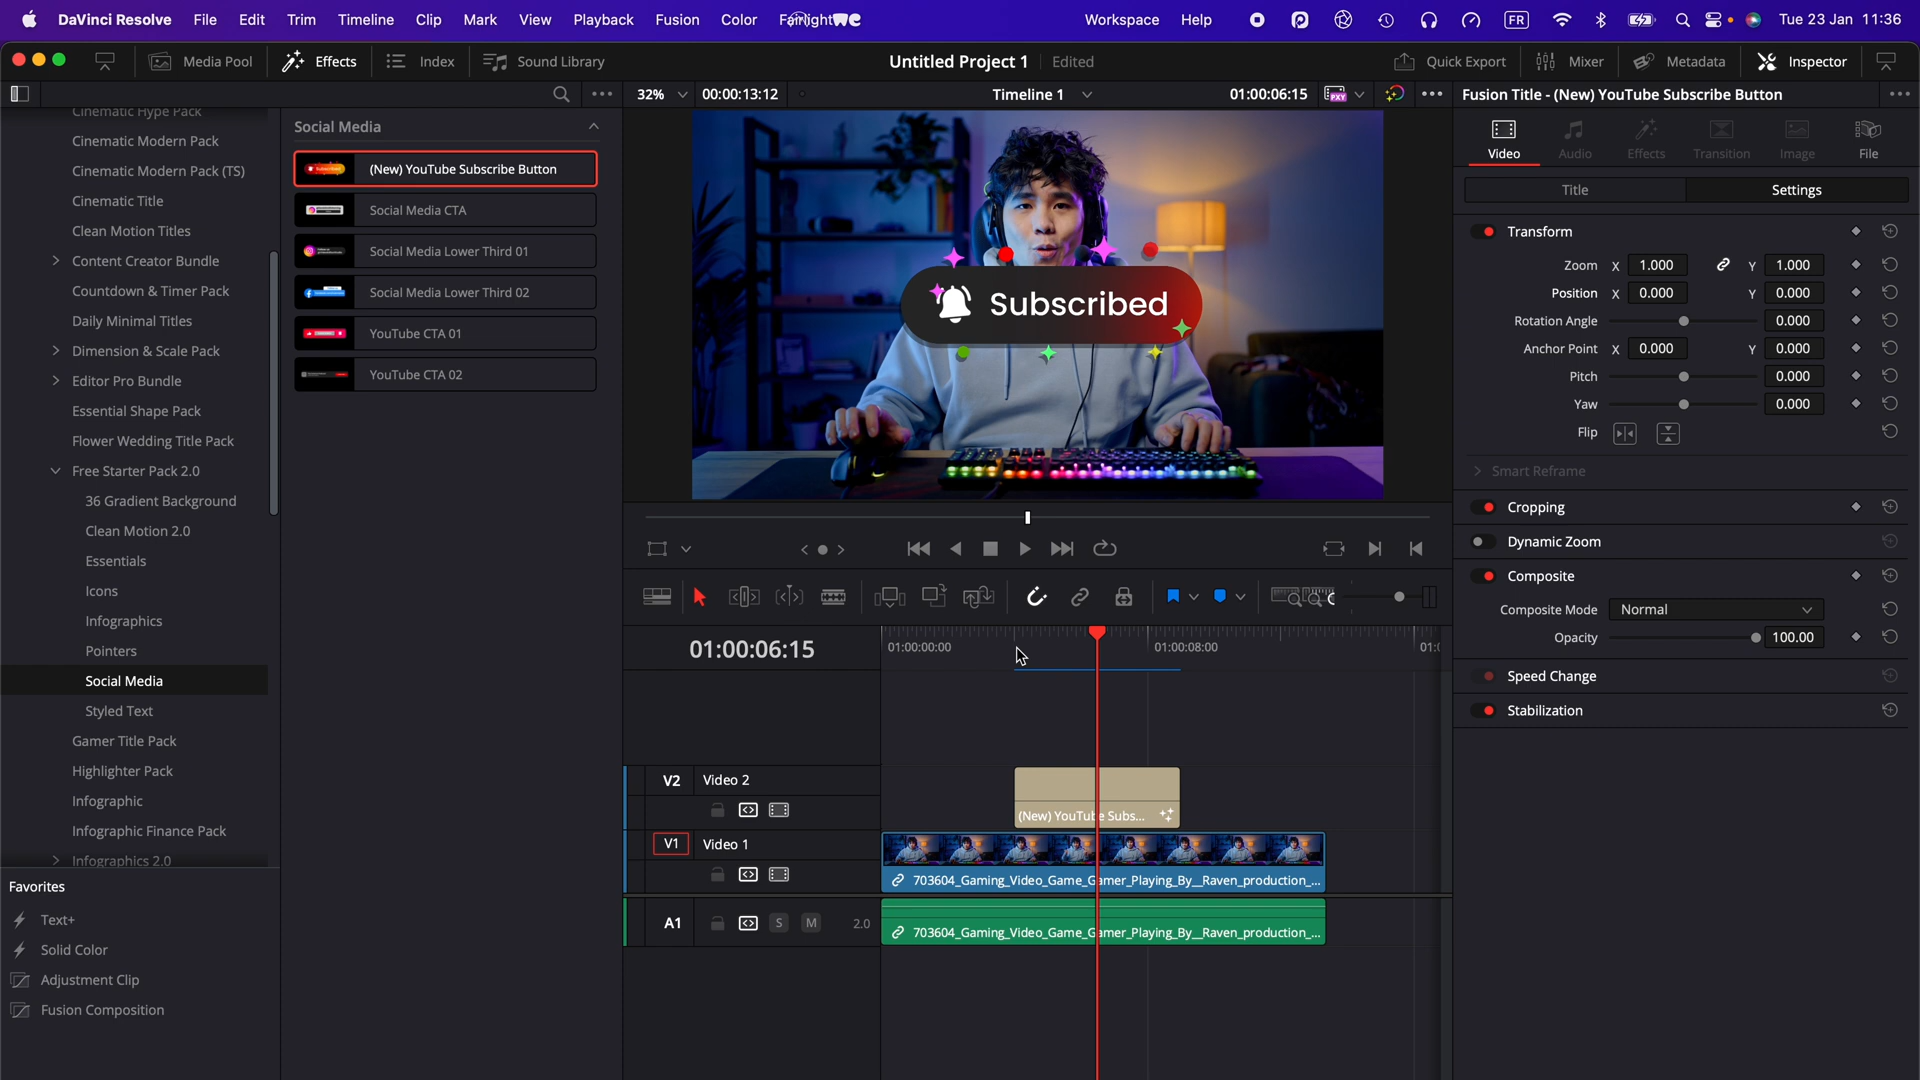 DaVinci Resolve File Edit Trim Timeline Clip Mark View Playback Fusion Color Workspace Help FR Tue 23 Jan 11:36
Media Pool Effects Index Sound Library Untitled Project 1 Edited Quick Export Mixer Metadata Inspector
32% 00:00:13:12 Timeline 1 01:00:06:15 PXY Fusion Title - (New) YouTube Subscribe Button
Cinematic Hype Pack
Cinematic Modern Pack
Cinematic Modern Pack (TS)
Cinematic Title
Clean Motion Titles
Content Creator Bundle
Countdown & Timer Pack
Daily Minimal Titles
Dimension & Scale Pack
Editor Pro Bundle
Essential Shape Pack
Flower Wedding Title Pack
Free Starter Pack 2.0
36 Gradient Background
Clean Motion 2.0
Essentials
Icons
Infographics
Pointers
Social Media
Styled Text
Gamer Title Pack
Highlighter Pack
Infographic
Infographic Finance Pack
Infographics 2.0
Favorites
Text+
Solid Color
Adjustment Clip
Fusion Composition
Social Media
(New) YouTube Subscribe Button
Social Media CTA
Social Media Lower Third 01
Social Media Lower Third 02
YouTube CTA 01
YouTube CTA 02
Subscribed
01:00:06:15 01:00:00:00 01:00:08:00
V2 Video 2
(New) YouTube Subs...
V1 Video 1
703604_Gaming_Video_Game_Gamer_Playing_By__Raven_production_...
A1 S M 2.0
703604_Gaming_Video_Game_Gamer_Playing_By__Raven_production_...
Video Audio Effects Transition Image File
Title Settings
Transform
Zoom X 1.000 Y 1.000
Position X 0.000 Y 0.000
Rotation Angle 0.000
Anchor Point X 0.000 Y 0.000
Pitch 0.000
Yaw 0.000
Flip
Smart Reframe
Cropping
Dynamic Zoom
Composite
Composite Mode Normal
Opacity 100.00
Speed Change
Stabilization